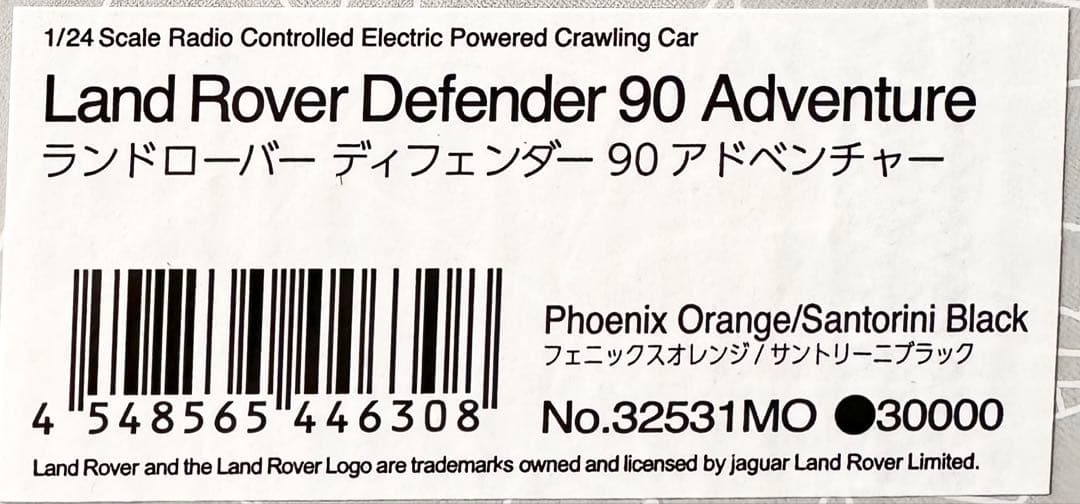 1/24 Scale Radio Controlled Electric Powered Crawling Car
Land Rover Defender 90 Adventure
ランドローバー ディフェンダー 90 アドベンチャー
Phoenix Orange/Santorini Black
フェニックスオレンジ/サントリーニブラック
4 548565 446308
No.32531MO ●30000
Land Rover and the Land Rover Logo are trademarks owned and licensed by jaguar Land Rover Limited.